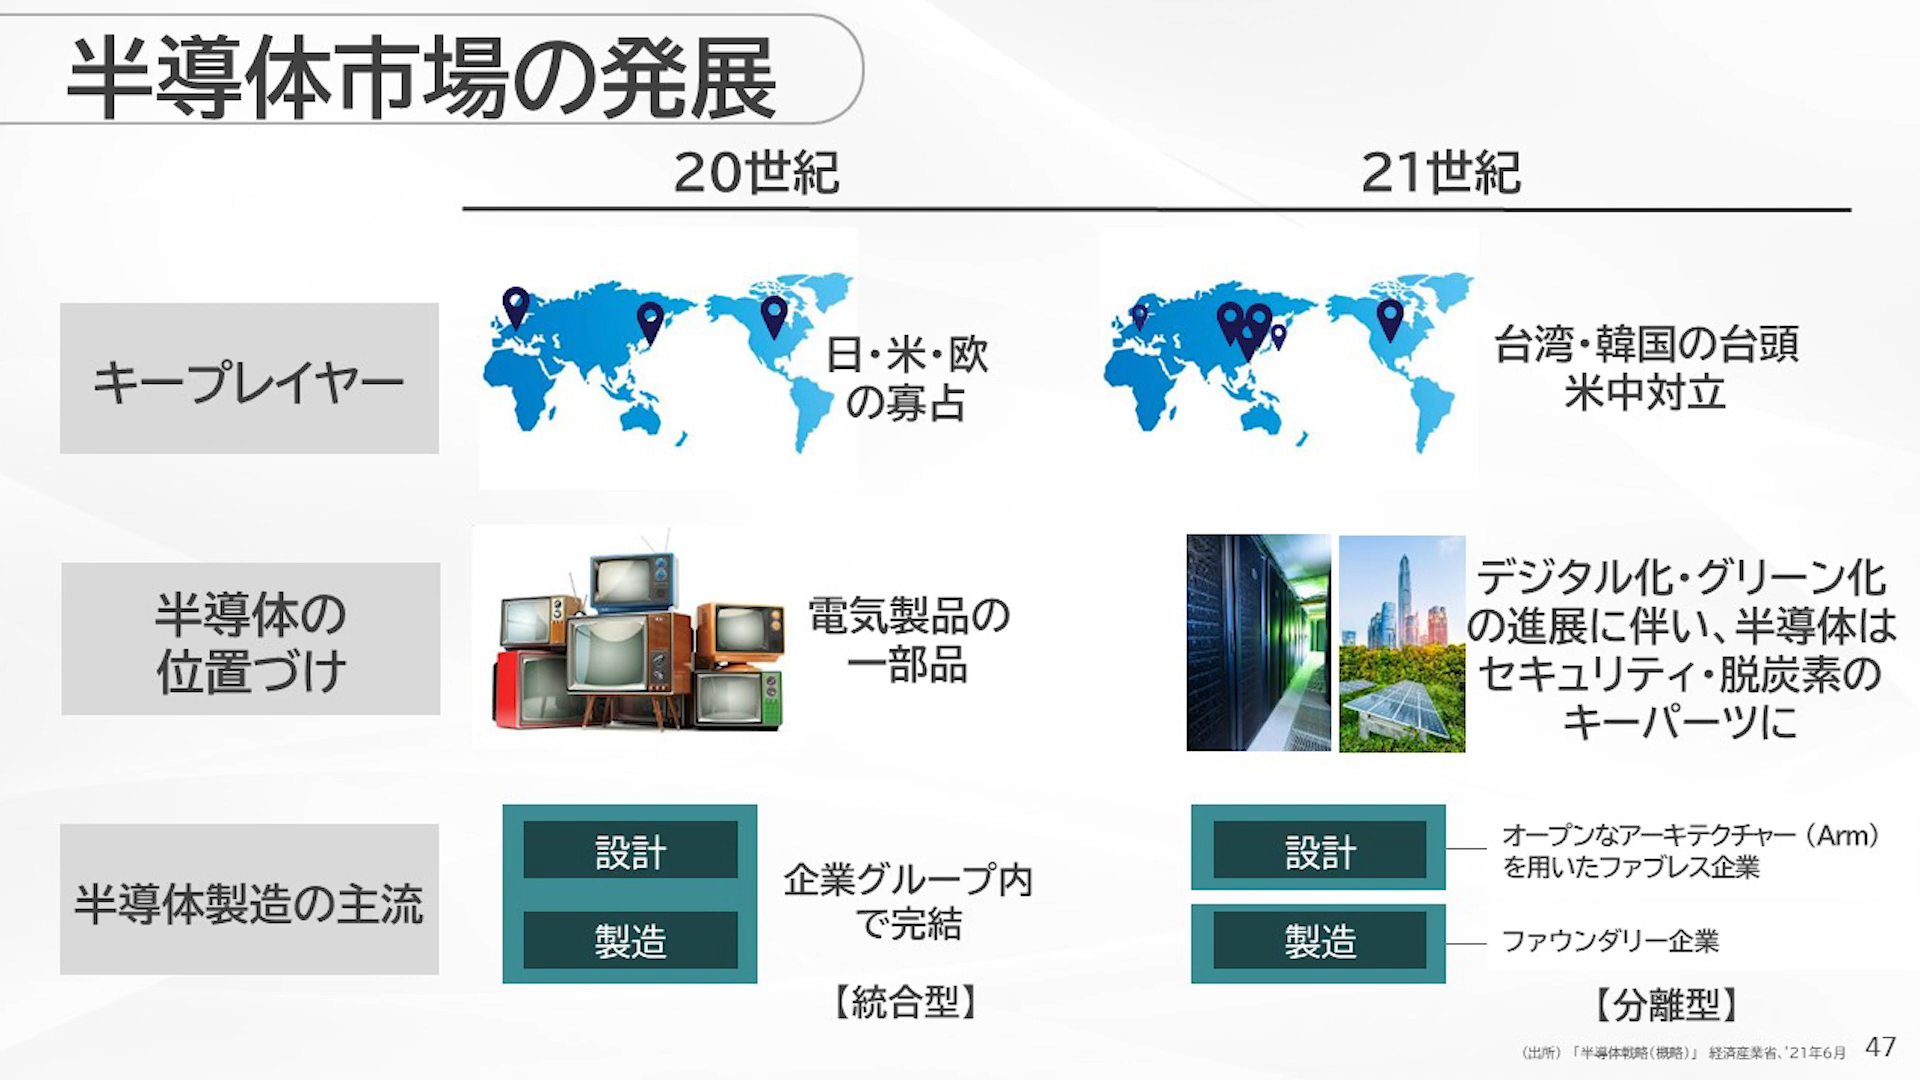 半導体市場の発展
20世紀
21世紀
キープレイヤー
日・米・欧
の寡占
台湾・韓国の台頭
米中対立
半導体の
位置づけ
電気製品の
一部品
デジタル化・グリーン化
の進展に伴い、半導体は
セキュリティ・脱炭素の
キーパーツに
半導体製造の主流
設計
製造
企業グループ内
で完結
【統合型】
設計
オープンなアーキテクチャー（Arm）
を用いたファブレス企業
製造
ファウンダリー企業
【分離型】
（出所）「半導体戦略（概略）」 経済産業省、'21年6月
47